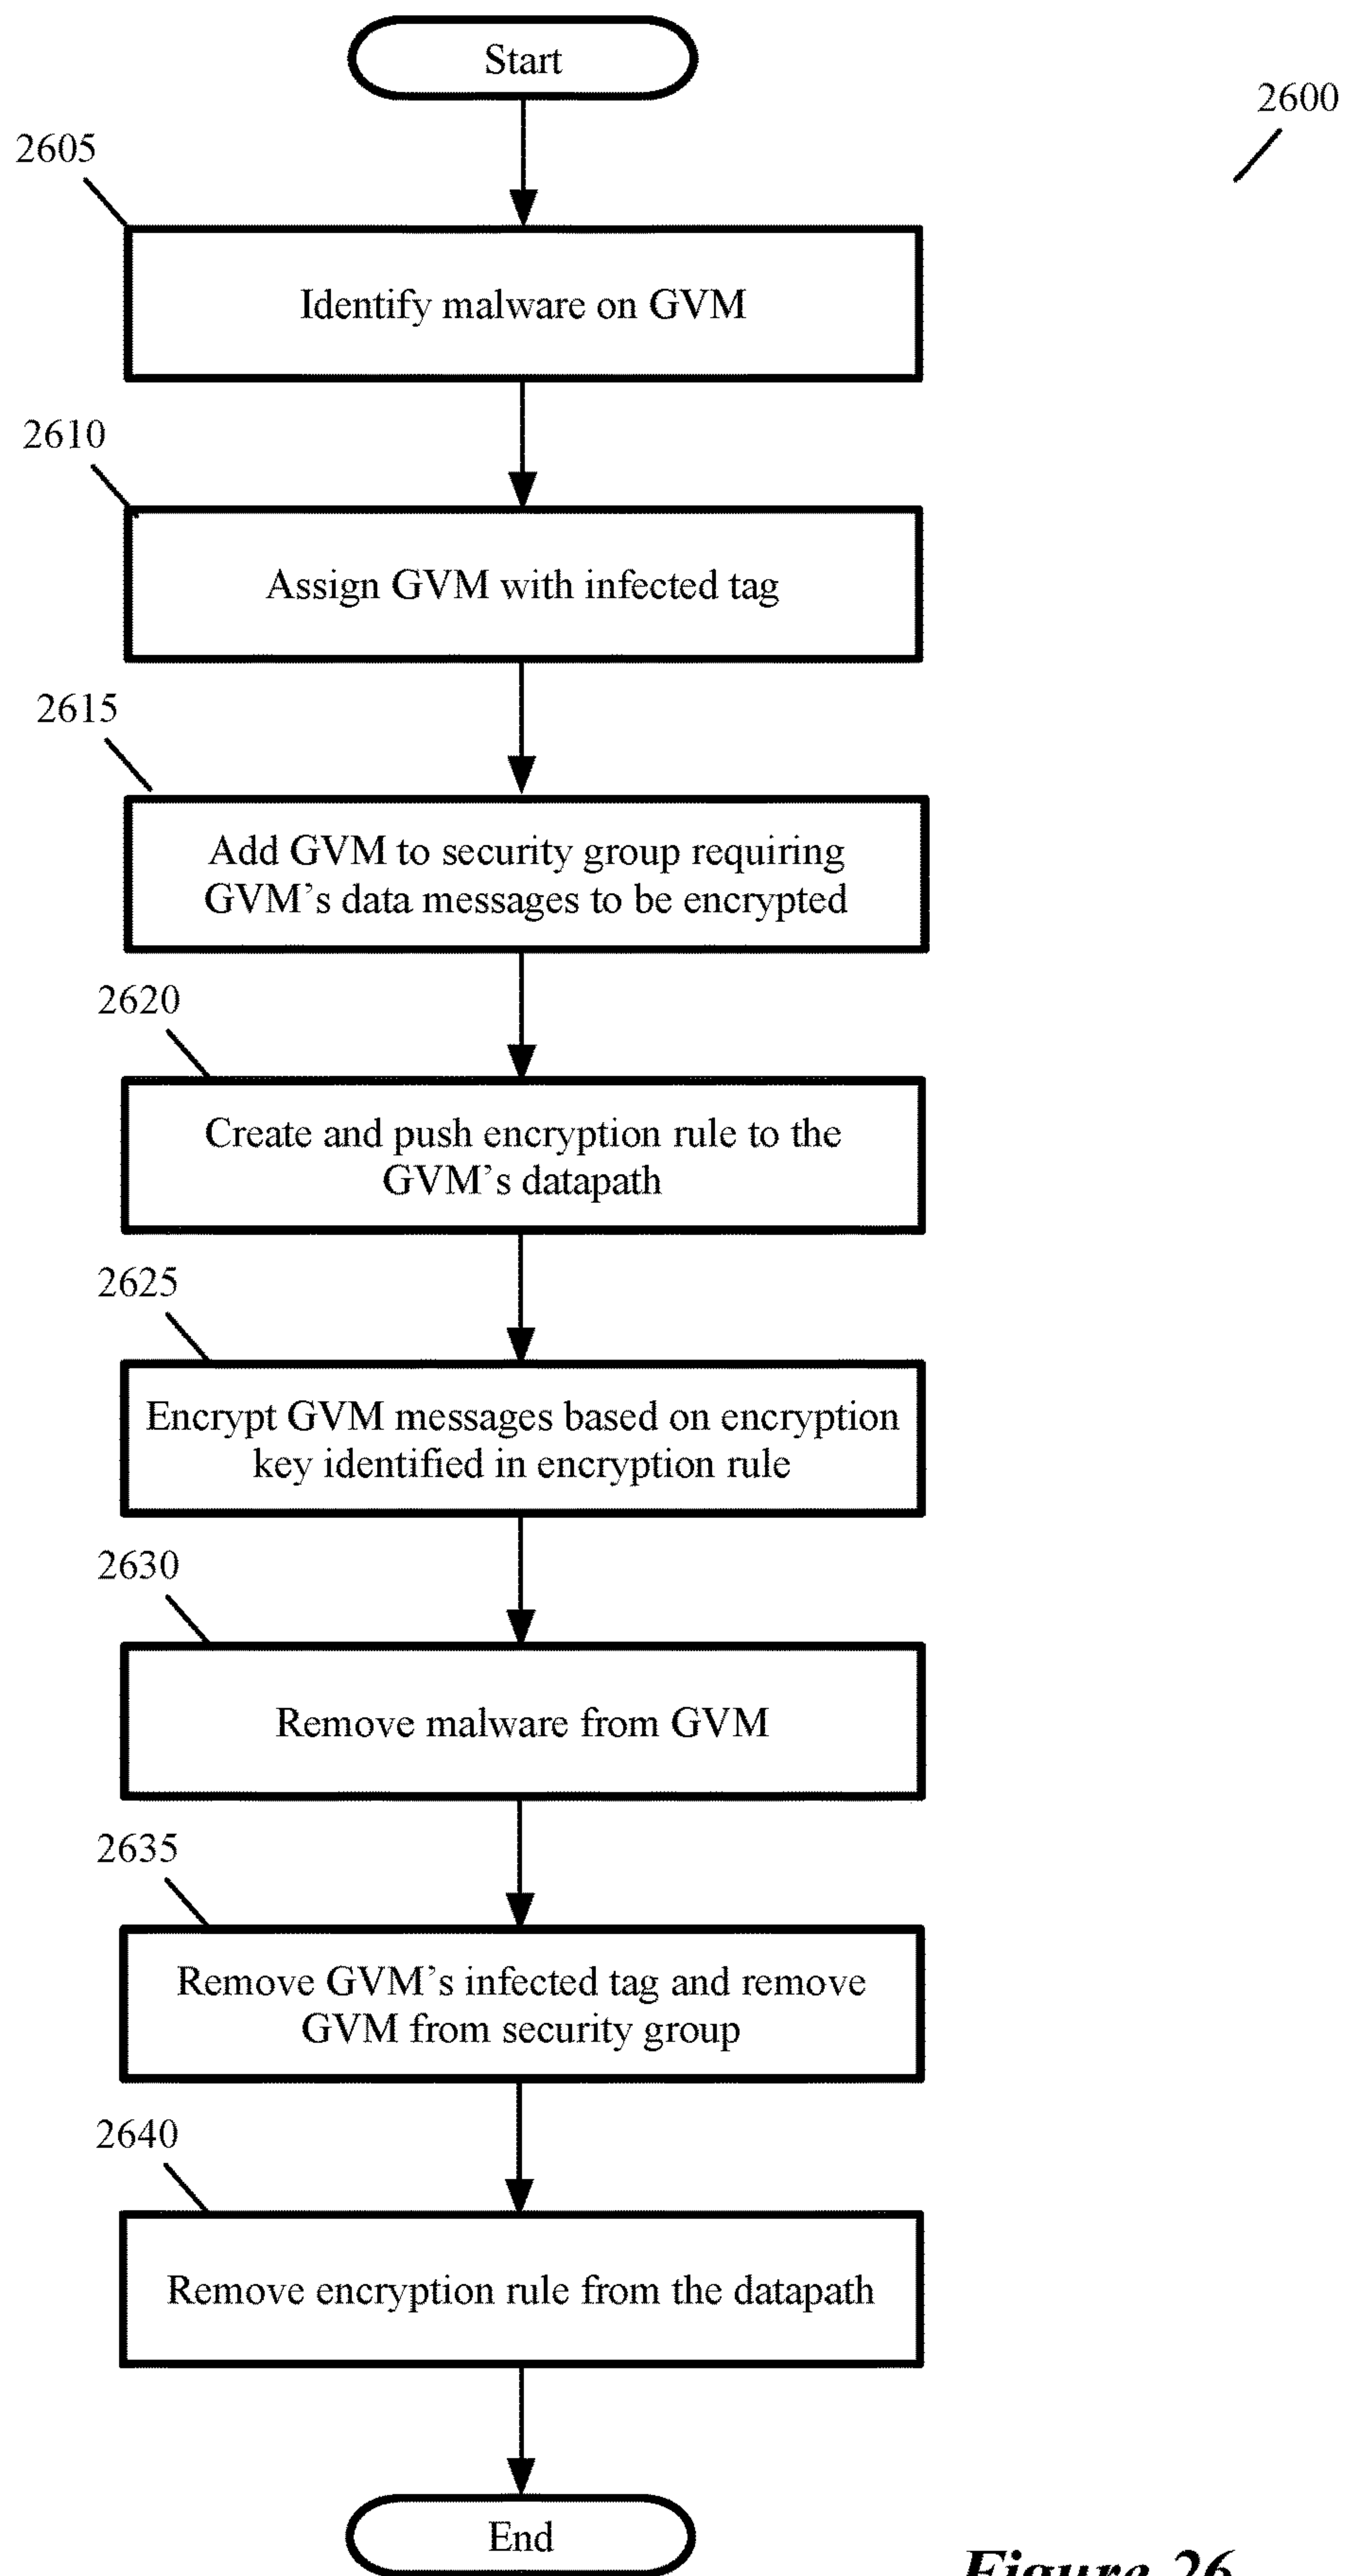 Start
2600
2605
Identify malware on GVM
2610
Assign GVM with infected tag
2615
Add GVM to security group requiring
GVM's data messages to be encrypted
2620
Create and push encryption rule to the
GVM's datapath
2625
Encrypt GVM messages based on encryption
key identified in encryption rule
2630
Remove malware from GVM
2635
Remove GVM's infected tag and remove
GVM from security group
2640
Remove encryption rule from the datapath
End
Figure 26